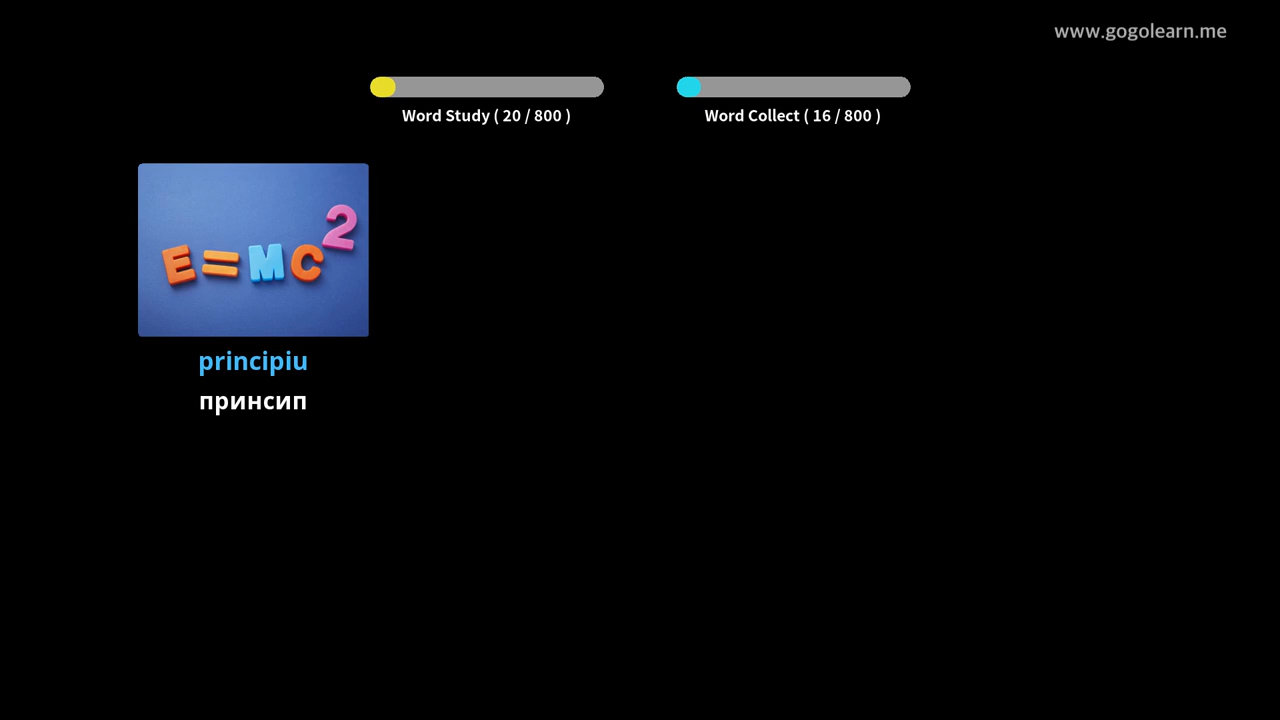 www.gogolearn.me
Word Study ( 20 / 800 )
Word Collect ( 16 / 800 )
E=MC²
principiu
принсип